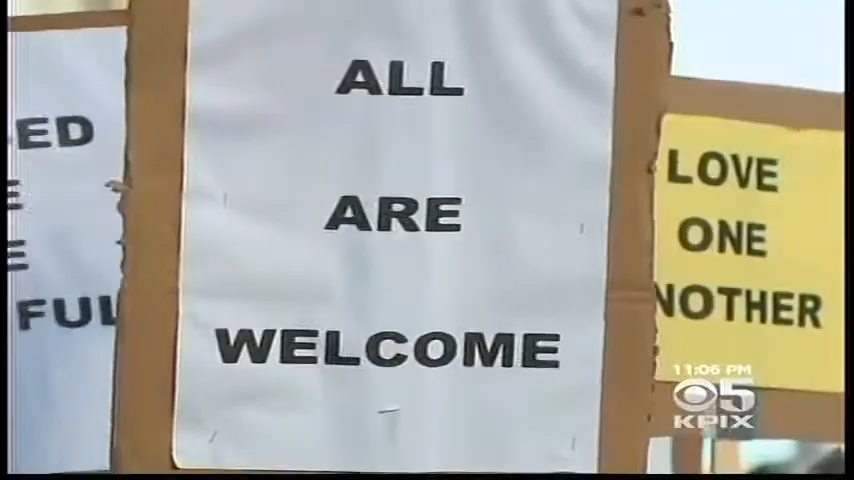 ED
E
E
FUL
ALL
ARE
WELCOME
LOVE
ONE
NOTHER
11:06 PM
5
KPIX